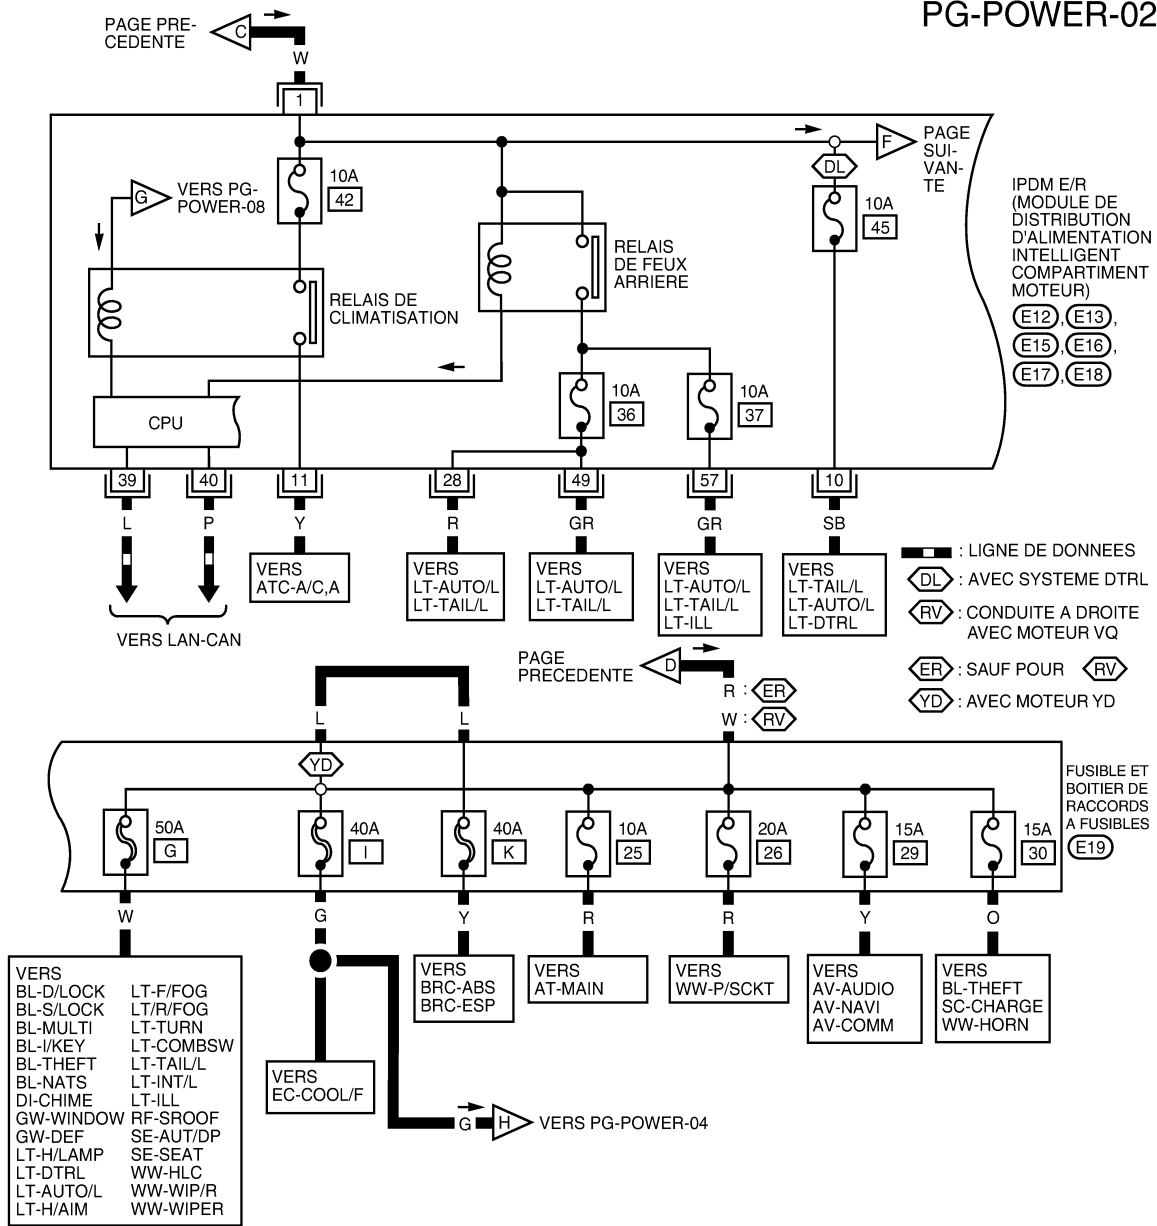 PG-POWER-02
PAGE PRE-
CEDENTE
C
W
1
F
PAGE
SUI-
VAN-
TE
DL
G
VERS PG-
POWER-08
10A
42
10A
45
RELAIS
DE FEUX
ARRIERE
RELAIS DE
CLIMATISATION
IPDM E/R
(MODULE DE
DISTRIBUTION
D'ALIMENTATION
INTELLIGENT
COMPARTIMENT
MOTEUR)
E12 , E13 ,
E15 , E16 ,
E17 , E18
CPU
10A
36
10A
37
39 40 11 28 49 57 10
L P Y R GR GR SB
VERS LAN-CAN
VERS
ATC-A/C,A
VERS
LT-AUTO/L
LT-TAIL/L
VERS
LT-AUTO/L
LT-TAIL/L
VERS
LT-AUTO/L
LT-TAIL/L
LT-ILL
VERS
LT-TAIL/L
LT-AUTO/L
LT-DTRL
: LIGNE DE DONNEES
DL : AVEC SYSTEME DTRL
RV : CONDUITE A DROITE
AVEC MOTEUR VQ
ER : SAUF POUR RV
YD : AVEC MOTEUR YD
PAGE
PRECEDENTE
D
R : ER
W : RV
L L
YD
FUSIBLE ET
BOITIER DE
RACCORDS
A FUSIBLES
E19
50A
G
40A
I
40A
K
10A
25
20A
26
15A
29
15A
30
W G Y R R Y O
VERS
BL-D/LOCK LT-F/FOG
BL-S/LOCK LT/R/FOG
BL-MULTI LT-TURN
BL-I/KEY LT-COMBSW
BL-THEFT LT-TAIL/L
BL-NATS LT-INT/L
DI-CHIME LT-ILL
GW-WINDOW RF-SROOF
GW-DEF SE-AUT/DP
LT-H/LAMP SE-SEAT
LT-DTRL WW-HLC
LT-AUTO/L WW-WIP/R
LT-H/AIM WW-WIPER
VERS
EC-COOL/F
VERS
BRC-ABS
BRC-ESP
VERS
AT-MAIN
VERS
WW-P/SCKT
VERS
AV-AUDIO
AV-NAVI
AV-COMM
VERS
BL-THEFT
SC-CHARGE
WW-HORN
G H VERS PG-POWER-04